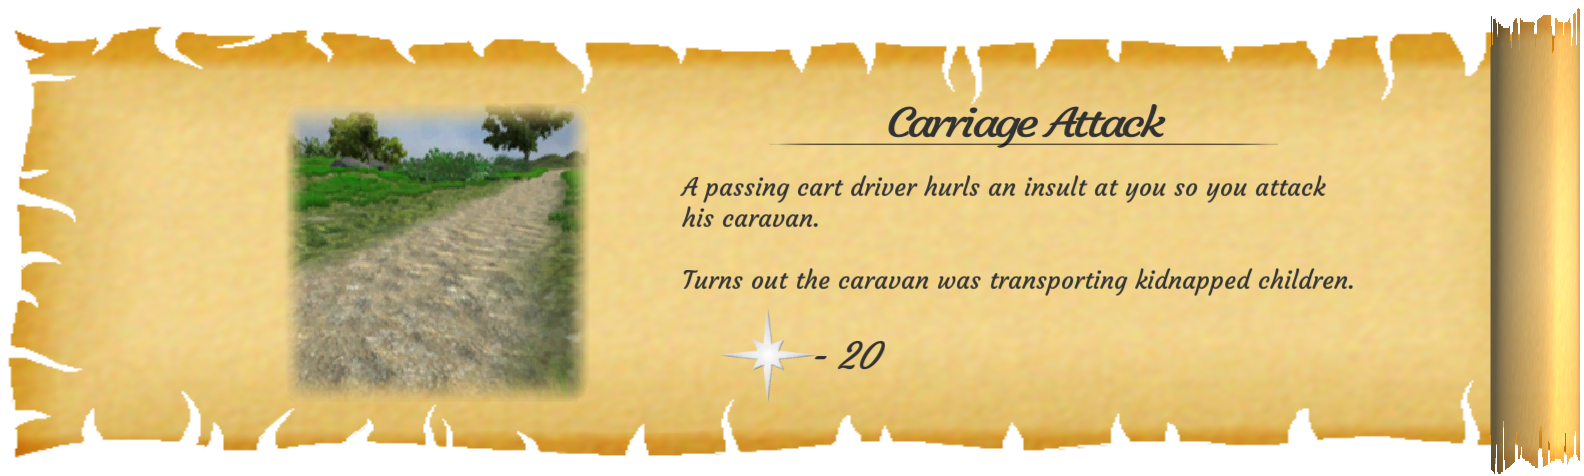 Carriage Attack
A passing cart driver hurls an insult at you so you attack
his caravan.
Turns out the caravan was transporting kidnapped children.
- 20